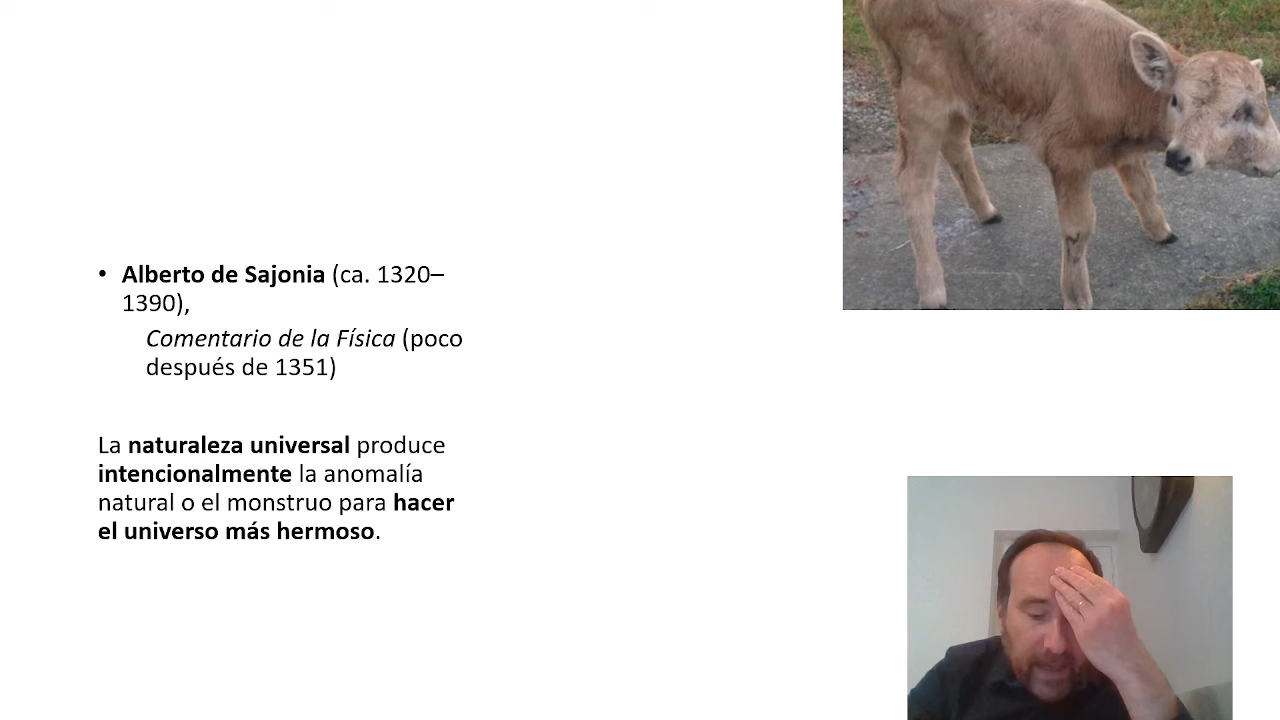 • Alberto de Sajonia (ca. 1320–
1390),
Comentario de la Física (poco
después de 1351)
La naturaleza universal produce
intencionalmente la anomalía
natural o el monstruo para hacer
el universo más hermoso.